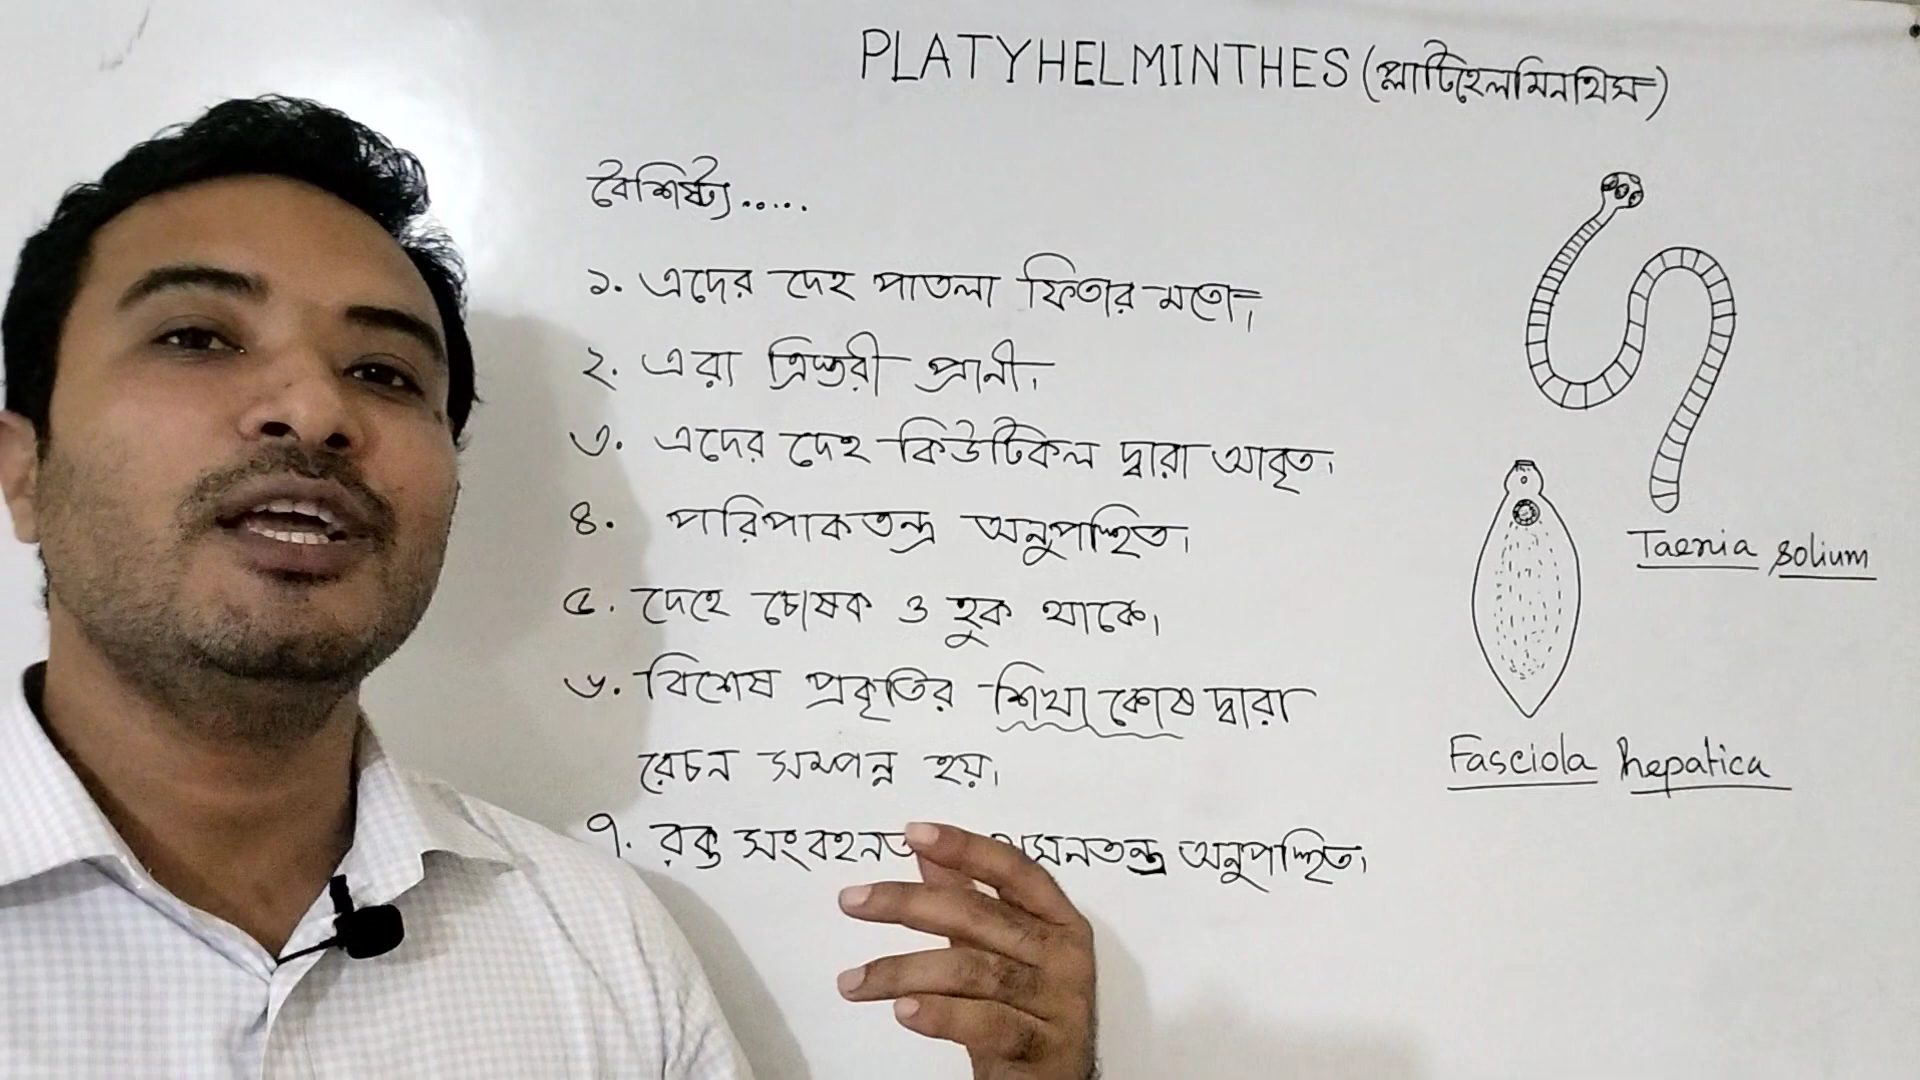 PLATYHELMINTHES (প্লাটিহেলমিনথিস)
বৈশিষ্ট্য.....
১. এদের দেহ পাতলা ফিতার মতো।
২. এরা ত্রিস্তরী প্রানী।
৩. এদের দেহ কিউটিকল দ্বারা আবৃত।
৪. পরিপাকতন্ত্র অনুপস্থিত।
৫. দেহে চোষক ও হুক থাকে।
৬. বিশেষ প্রকৃতির শিখা কোষ দ্বারা
রেচন সম্পন্ন হয়।
৭. রক্ত অনুপস্থিত।
Taenia solium
Fasciola hepatica